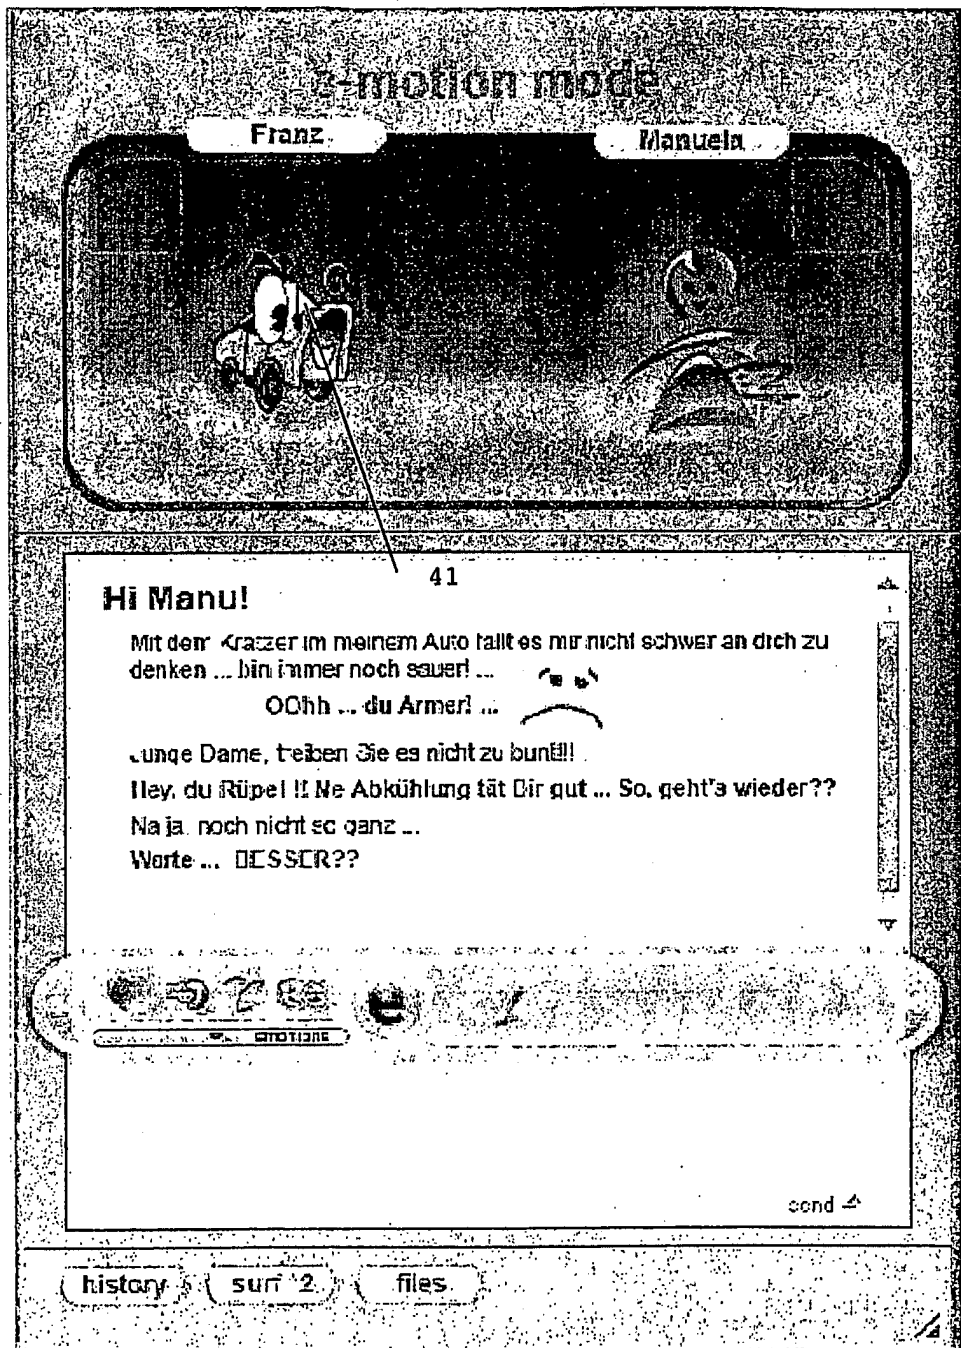 e-motion mode
Franz
Manuela
41
Hi Manu!
Mit dem Kratzer im meinem Auto fällt es mir nicht schwer an dich zu
denken ... bin immer noch sauer! ...
OOhh ... du Armer! ...
Junge Dame, treiben Sie es nicht zu bunt!!!
Hey, du Rüpel !! Ne Abkühlung tät Dir gut ... So, geht's wieder??
Na ja, noch nicht so ganz ...
Warte ... BESSER??
emotions
e
send
history
surf 2
files